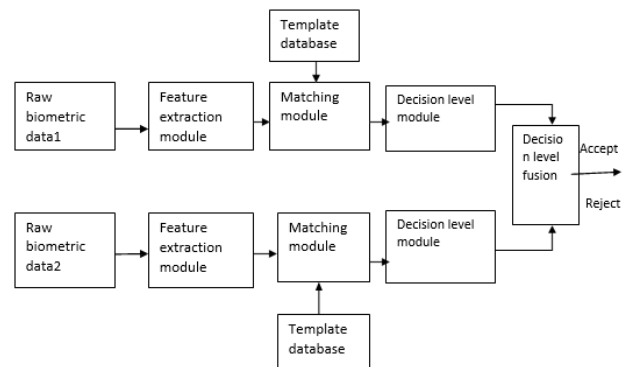 Template
database
Raw
biometric
data1
Feature
extraction
module
Matching
module
Decision level
module
Decisio
n level
fusion
Accept
Reject
Raw
biometric
data2
Feature
extraction
module
Matching
module
Decision level
module
Template
database